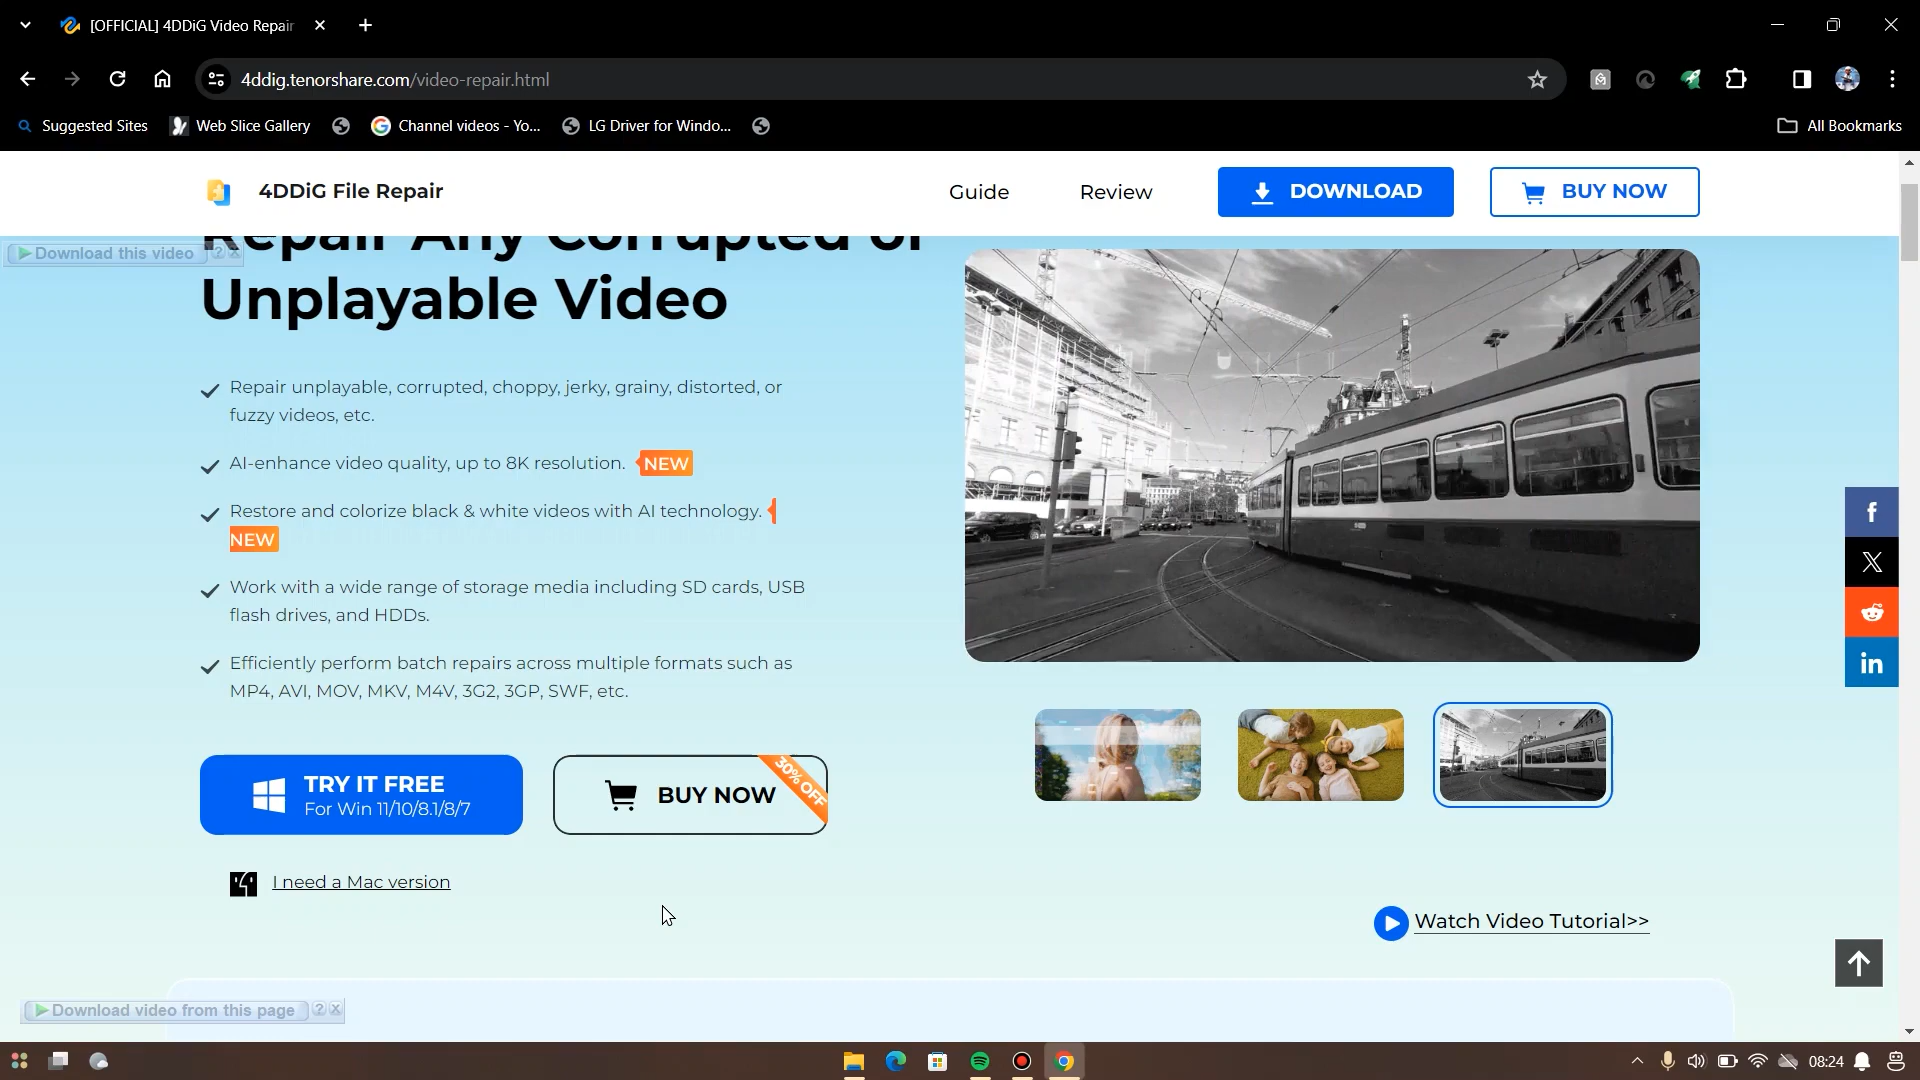 [OFFICIAL] 4DDiG Video Repair
4ddig.tenorshare.com/video-repair.html
Suggested Sites
Web Slice Gallery
Channel videos - Yo...
LG Driver for Windo...
All Bookmarks
4DDiG File Repair
Guide
Review
DOWNLOAD
BUY NOW
Download this video
Repair Any Corrupted or
Unplayable Video
Repair unplayable, corrupted, choppy, jerky, grainy, distorted, or
fuzzy videos, etc.
AI-enhance video quality, up to 8K resolution. NEW
Restore and colorize black & white videos with AI technology.
NEW
Work with a wide range of storage media including SD cards, USB
flash drives, and HDDs.
Efficiently perform batch repairs across multiple formats such as
MP4, AVI, MOV, MKV, M4V, 3G2, 3GP, SWF, etc.
TRY IT FREE
For Win 11/10/8.1/8/7
BUY NOW
30% OFF
I need a Mac version
Watch Video Tutorial>>
Download video from this page
08:24